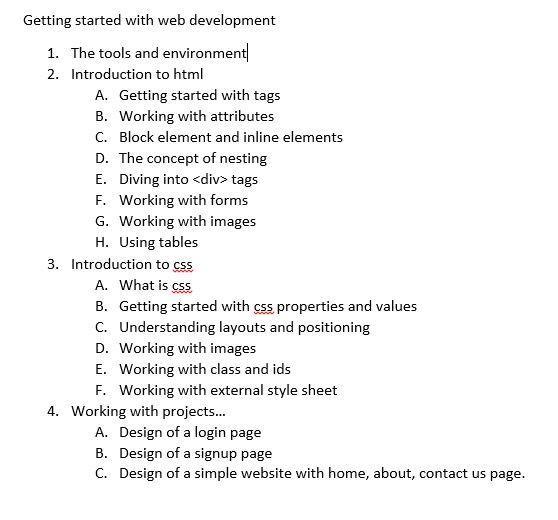 Getting started with web development
1. The tools and environment
2. Introduction to html
A. Getting started with tags
B. Working with attributes
C. Block element and inline elements
D. The concept of nesting
E. Diving into <div> tags
F. Working with forms
G. Working with images
H. Using tables
3. Introduction to css
A. What is css
B. Getting started with css properties and values
C. Understanding layouts and positioning
D. Working with images
E. Working with class and ids
F. Working with external style sheet
4. Working with projects...
A. Design of a login page
B. Design of a signup page
C. Design of a simple website with home, about, contact us page.